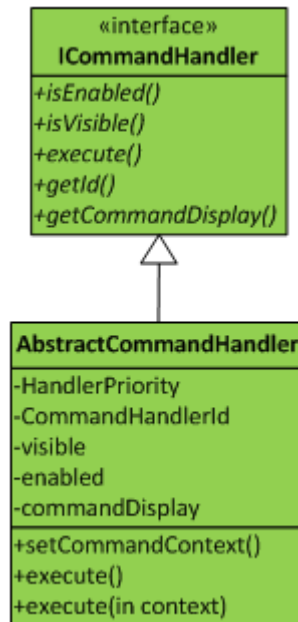 «interface»
ICommandHandler
+isEnabled()
+isVisible()
+execute()
+getId()
+getCommandDisplay()
AbstractCommandHandler
-HandlerPriority
-CommandHandlerId
-visible
-enabled
-commandDisplay
+setCommandContext()
+execute()
+execute(in context)